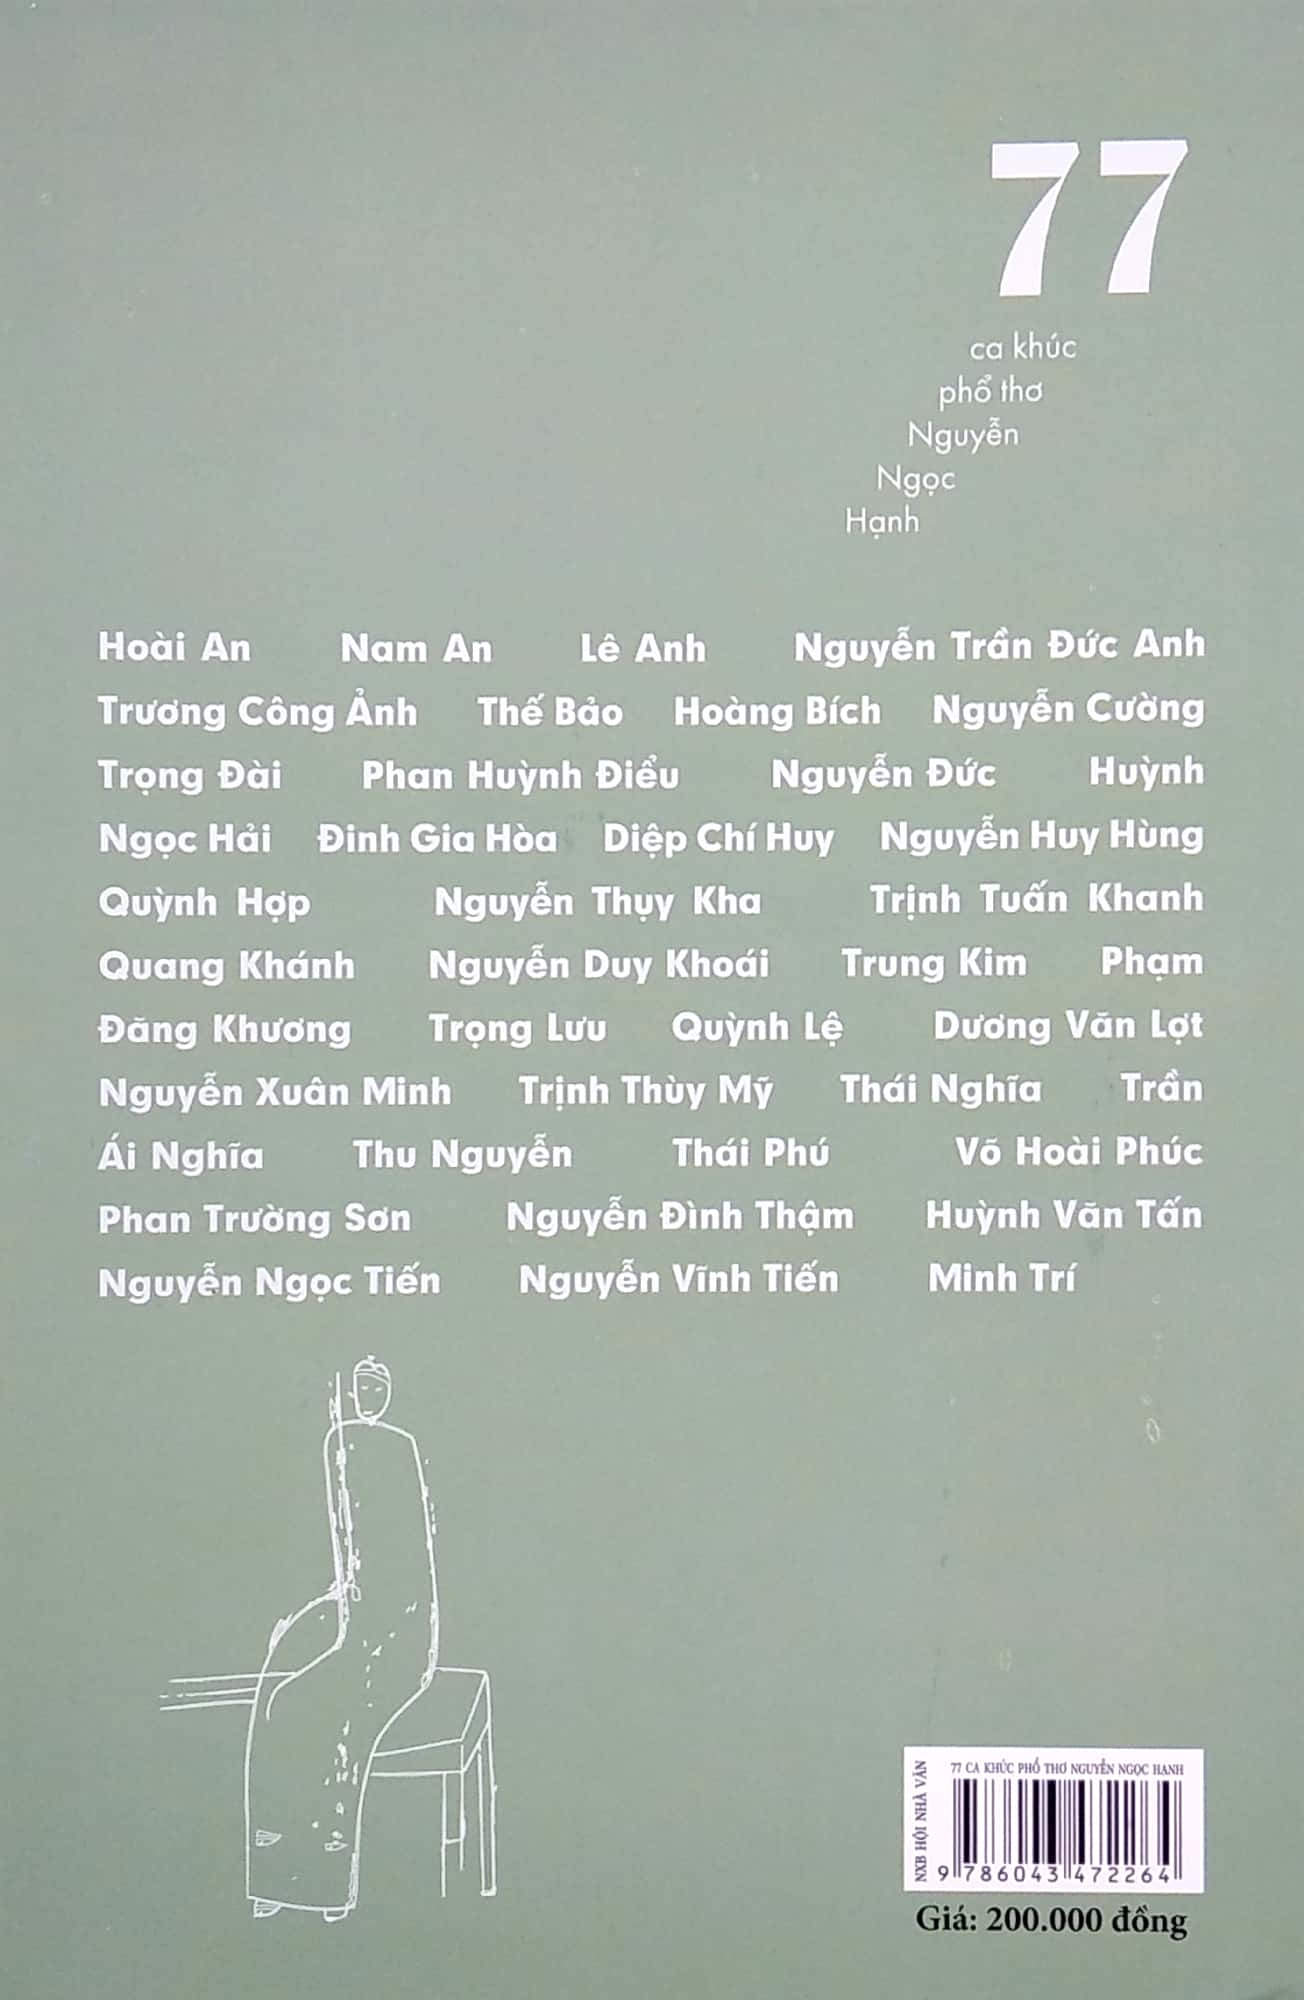 77
ca khúc
phổ thơ
Nguyễn
Ngọc
Hạnh
Hoài An Nam An Lê Anh Nguyễn Trần Đức Anh
Trương Công Ảnh Thế Bảo Hoàng Bích Nguyễn Cường
Trọng Đài Phan Huỳnh Điểu Nguyễn Đức Huỳnh
Ngọc Hải Đinh Gia Hòa Diệp Chí Huy Nguyễn Huy Hùng
Quỳnh Hợp Nguyễn Thụy Kha Trịnh Tuấn Khanh
Quang Khánh Nguyễn Duy Khoái Trung Kim Phạm
Đăng Khương Trọng Lưu Quỳnh Lệ Dương Văn Lợt
Nguyễn Xuân Minh Trịnh Thùy Mỹ Thái Nghĩa Trần
Ái Nghĩa Thu Nguyễn Thái Phú Võ Hoài Phúc
Phan Trường Sơn Nguyễn Đình Thậm Huỳnh Văn Tấn
Nguyễn Ngọc Tiến Nguyễn Vĩnh Tiến Minh Trí
NXB HỘI NHÀ VĂN
77 CA KHÚC PHỔ THƠ NGUYỄN NGỌC HẠNH
9 786043 472264
Giá: 200.000 đồng